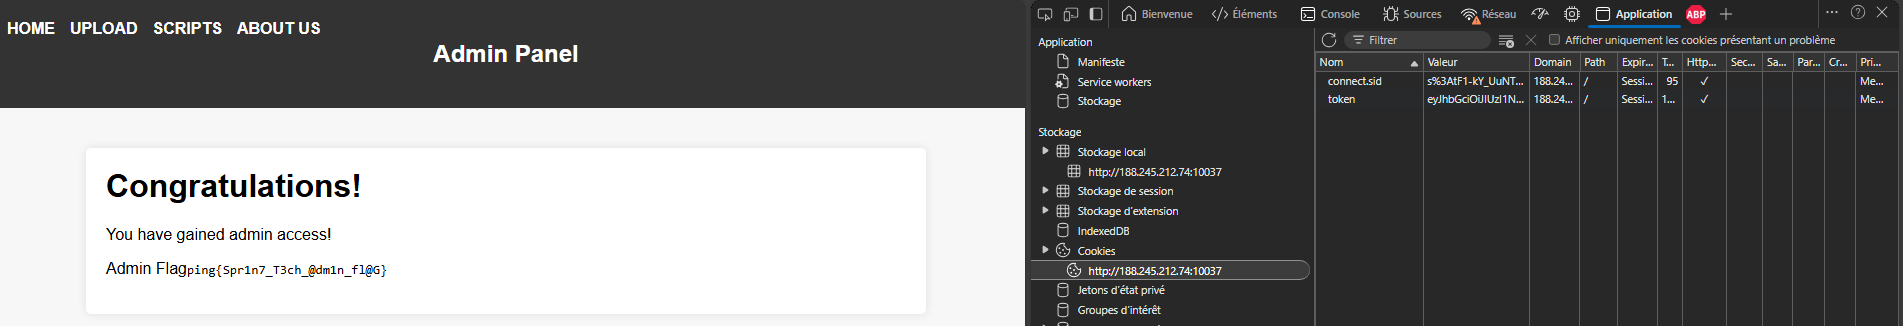 HOME UPLOAD SCRIPTS ABOUT US
Admin Panel
Congratulations!
You have gained admin access!
Admin Flagping{Spr1n7_T3ch_@dm1n_fl@G}
Bienvenue Éléments Console Sources Réseau Application ABP
Application
Manifeste
Service workers
Stockage
Stockage
Stockage local
http://188.245.212.74:10037
Stockage de session
Stockage d'extension
IndexedDB
Cookies
http://188.245.212.74:10037
Jetons d'état privé
Groupes d'intérêt
Filtrer Afficher uniquement les cookies présentant un problème
Nom Valeur Domain Path Expir... T... Http... Sec... Sa... Par... Cr... Pri...
connect.sid s%3AtF1-kY_UuNT... 188.24... / Sessi... 95 ✓ Me...
token eyJhbGciOiJIUzI1N... 188.24... / Sessi... 1... ✓ Me...